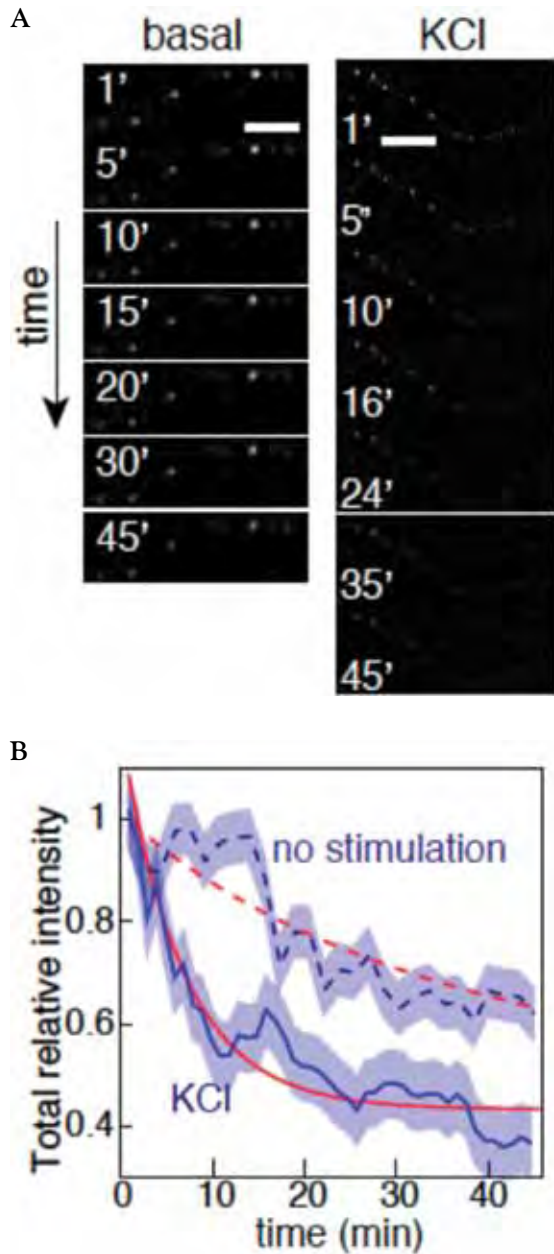 A
basal
KCl
1'
5'
10'
15'
20'
30'
45'
time
1'
5"
10'
16'
24'
35'
45'
B
Total relative intensity
1
0.8
0.6
0.4
no stimulation
KCl
0
10
20
30
40
time (min)